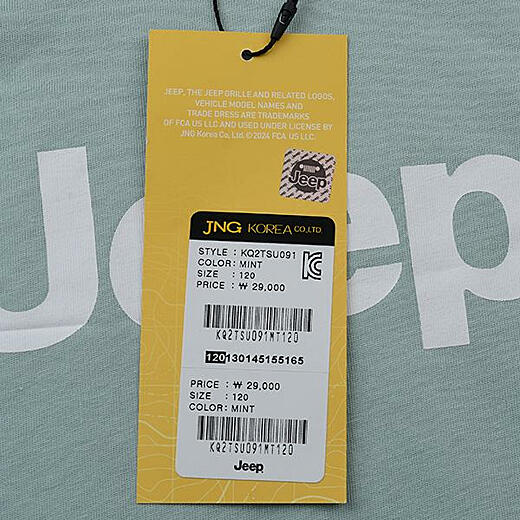 JEEP, THE JEEP GRILLE AND RELATED LOGOS,
VEHICLE MODEL NAMES AND
TRADE DRESS ARE TRADEMARKS
OF FCA US LLC AND USED UNDER LICENSE BY
JNG Korea Co, Ltd. © 2024 FCA US LLC.
Jeep
JNG KOREA CO.,LTD.
STYLE : KQ2TSU091
COLOR: MINT
SIZE : 120
PRICE : ₩ 29,000
KQ2TSU091MT120
120130145155165
PRICE : ₩ 29,000
SIZE : 120
COLOR: MINT
KQ2TSU091MT120
Jeep
Jeep